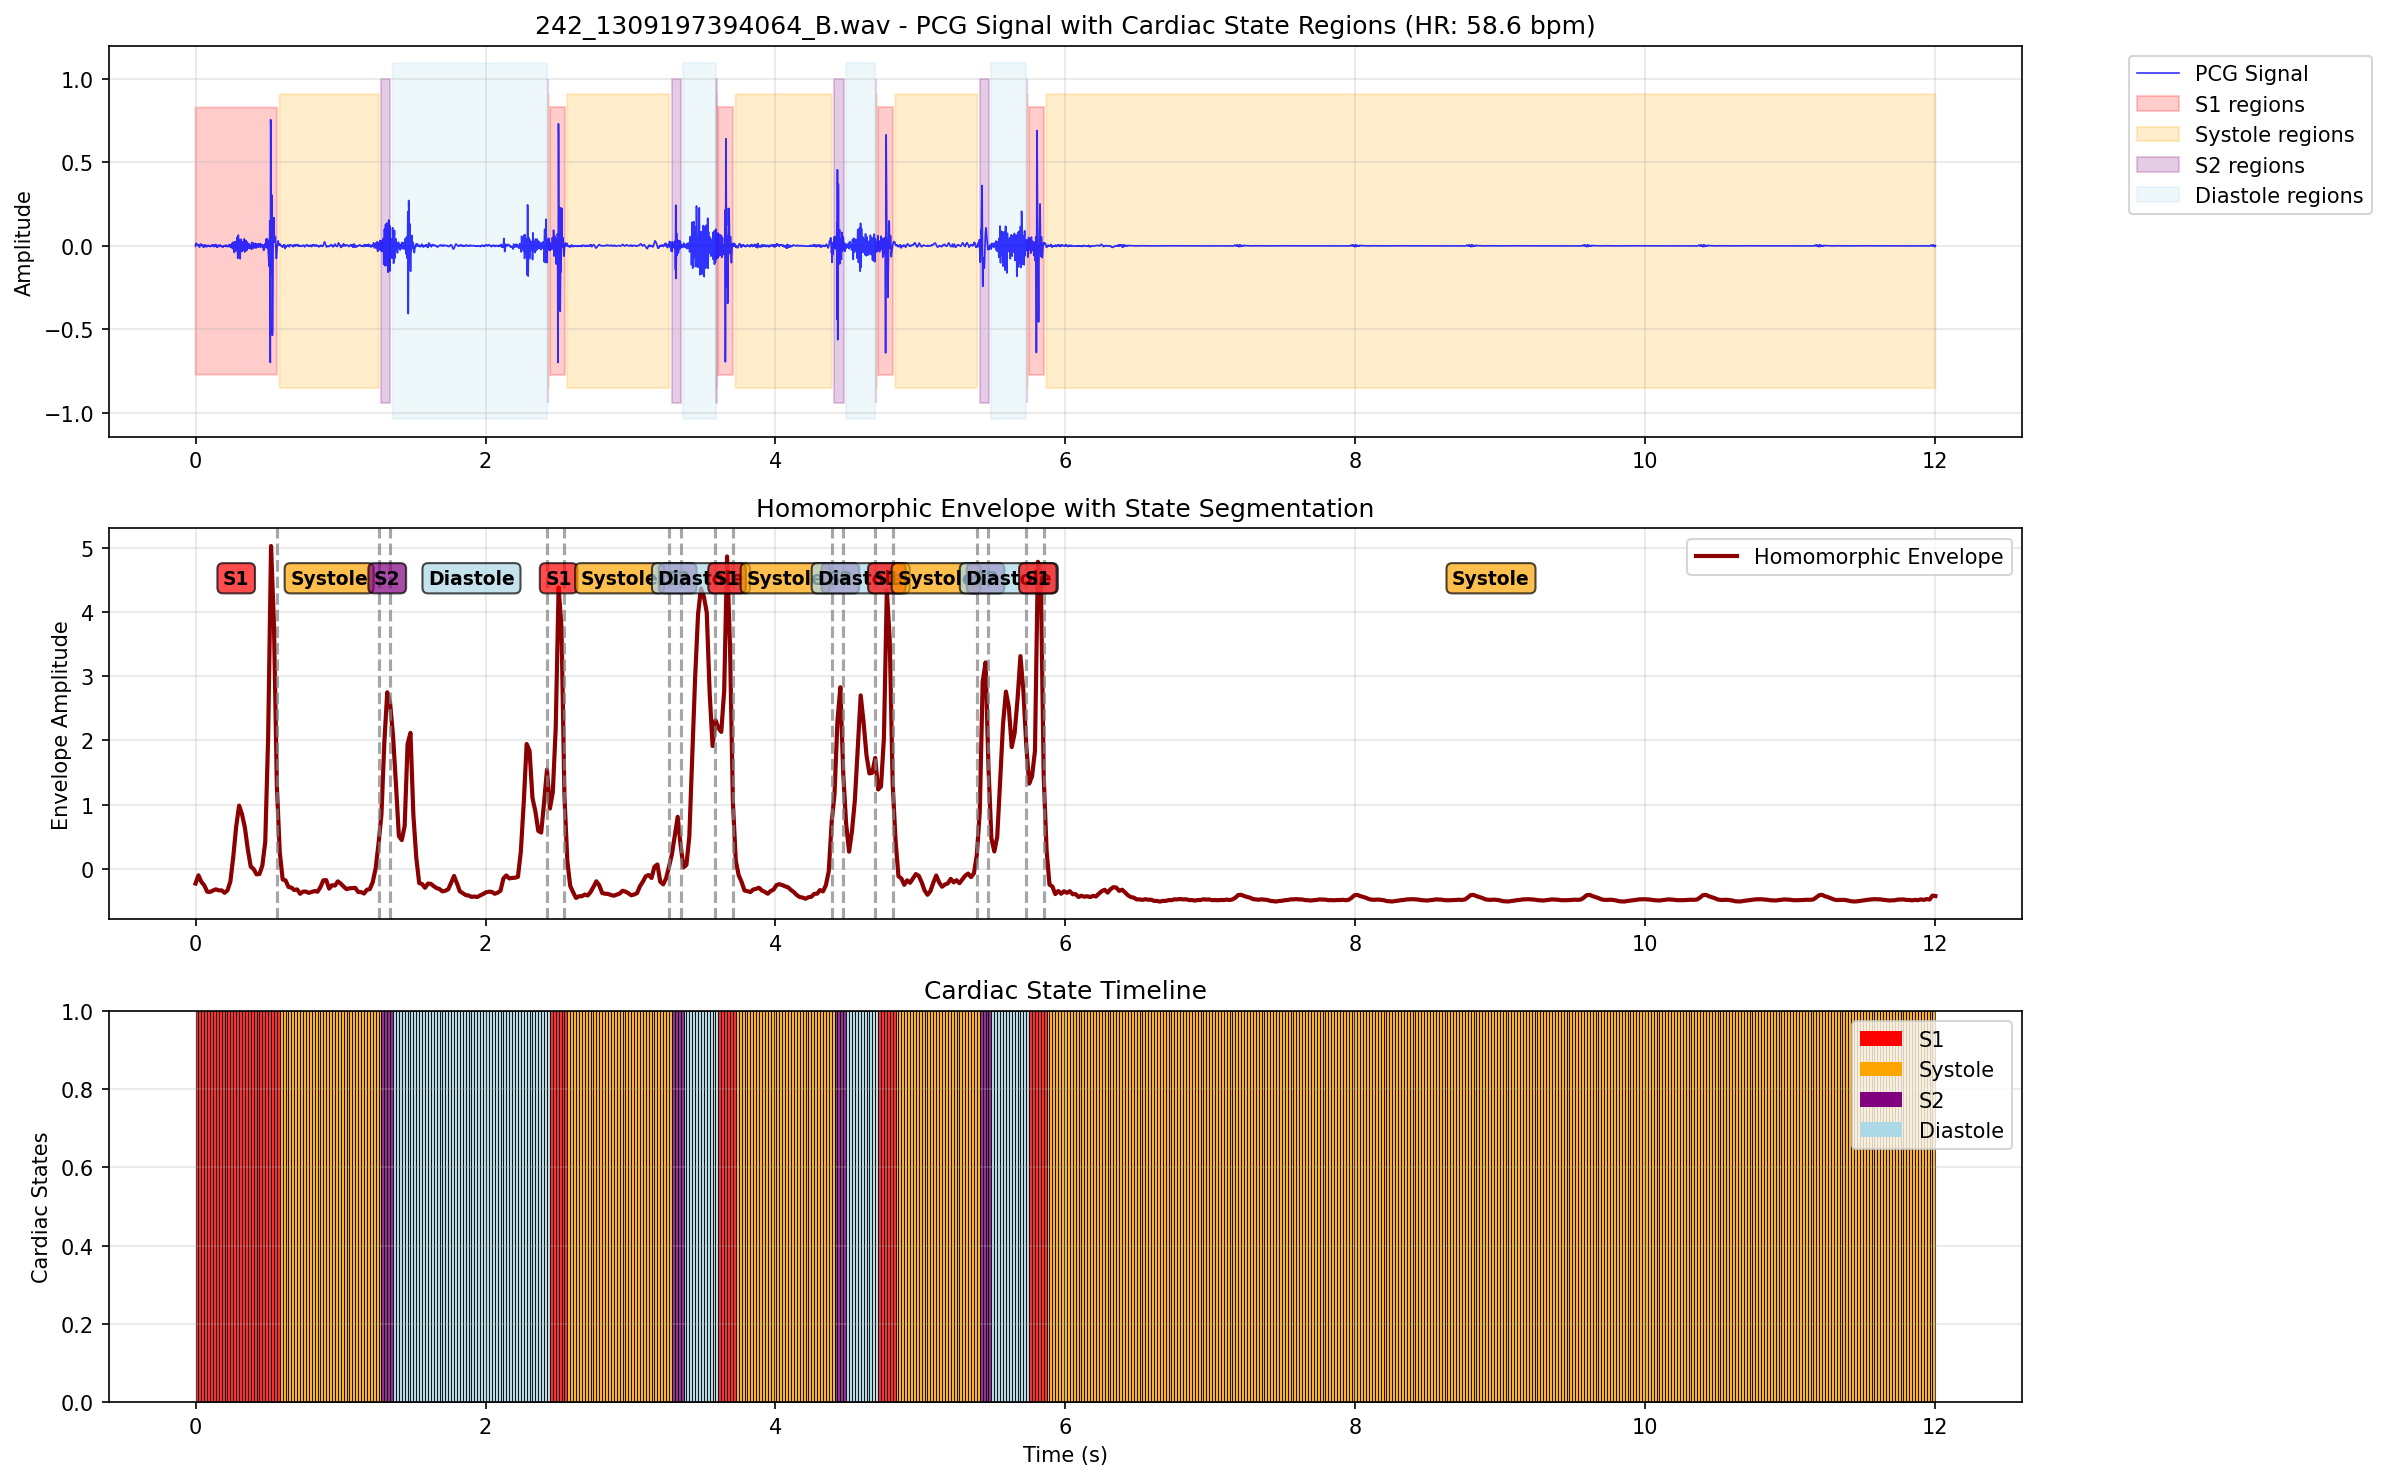 242_1309197394064_B.wav - PCG Signal with Cardiac State Regions (HR: 58.6 bpm)
Amplitude
1.0
0.5
0.0
−0.5
−1.0
0 2 4 6 8 10 12
PCG Signal
S1 regions
Systole regions
S2 regions
Diastole regions
Homomorphic Envelope with State Segmentation
Envelope Amplitude
5
4
3
2
1
0
S1 Systole S2 Diastole S1 Systole S1 Systole Systole
Homomorphic Envelope
0 2 4 6 8 10 12
Cardiac State Timeline
Cardiac States
1.0
0.8
0.6
0.4
0.2
0.0
S1
Systole
S2
Diastole
0 2 4 6 8 10 12
Time (s)